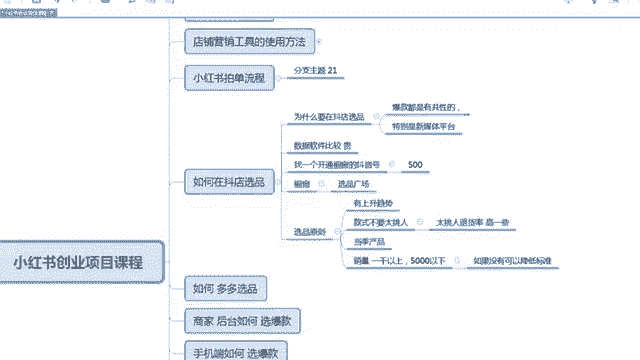 店铺营销工具的使用方法
小红书拍单流程
分支主题 21
如何在抖店选品
为什么要在抖店选品
爆款都是有共性的，
特别是新媒体平台
数据软件比较 贵
找一个开通橱窗的抖音号
500
橱窗
选品广场
选品原则
有上升趋势
款式不要太挑人
太挑人退货率 高一些
当季产品
销量 一千以上，5000以下
如果没有可以降低标准
小红书创业项目课程
如何 多多选品
商家 后台如何 选爆款
手机端如何 选爆款